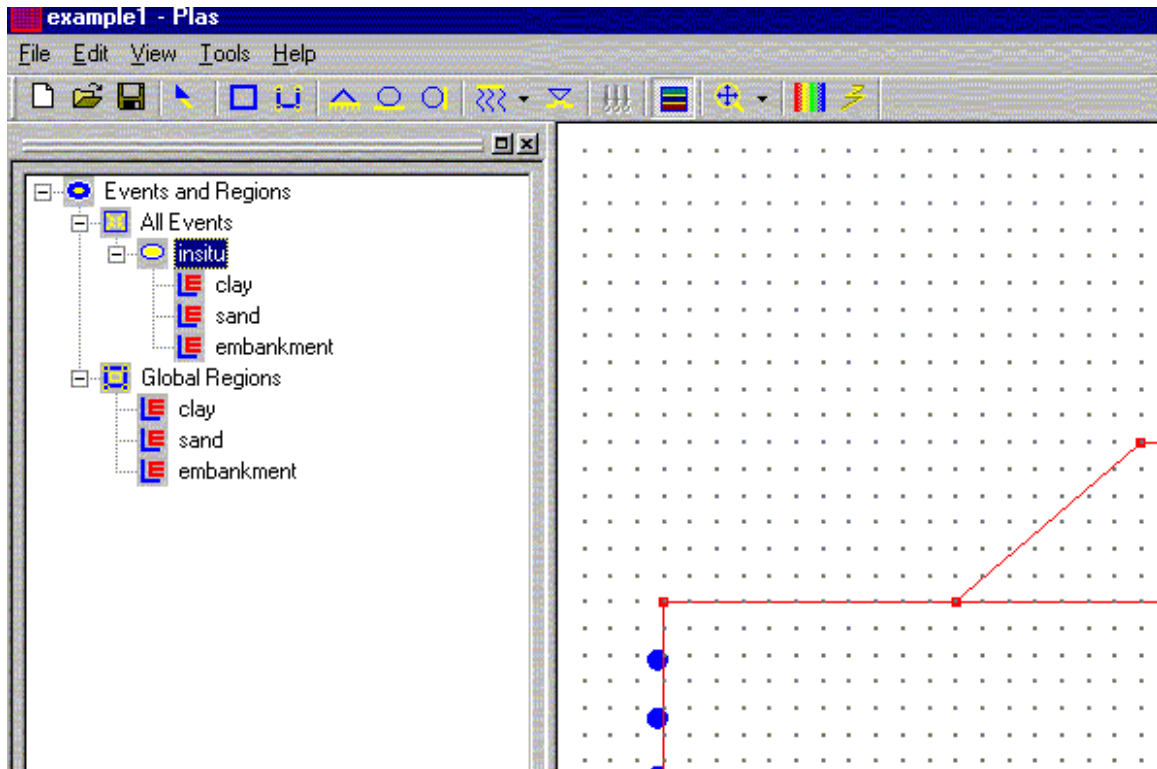 example1 - Plas
File Edit View Tools Help
Events and Regions
All Events
insitu
clay
sand
embankment
Global Regions
clay
sand
embankment